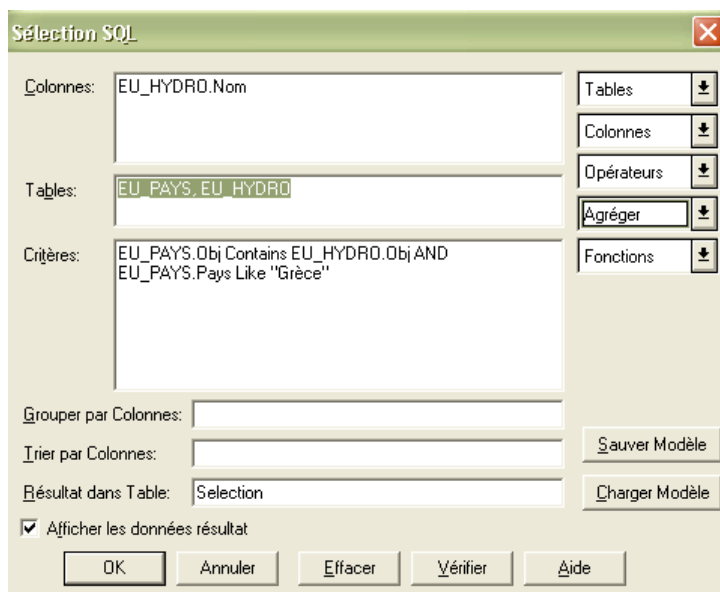 Sélection SQL
Colonnes: EU_HYDRO.Nom
Tables
Colonnes
Opérateurs
Tables: EU_PAYS, EU_HYDRO
Agréger
Critères: EU_PAYS.Obj Contains EU_HYDRO.Obj AND
EU_PAYS.Pays Like "Grèce"
Fonctions
Grouper par Colonnes:
Trier par Colonnes:
Sauver Modèle
Résultat dans Table: Selection
Charger Modèle
Afficher les données résultat
OK Annuler Effacer Vérifier Aide